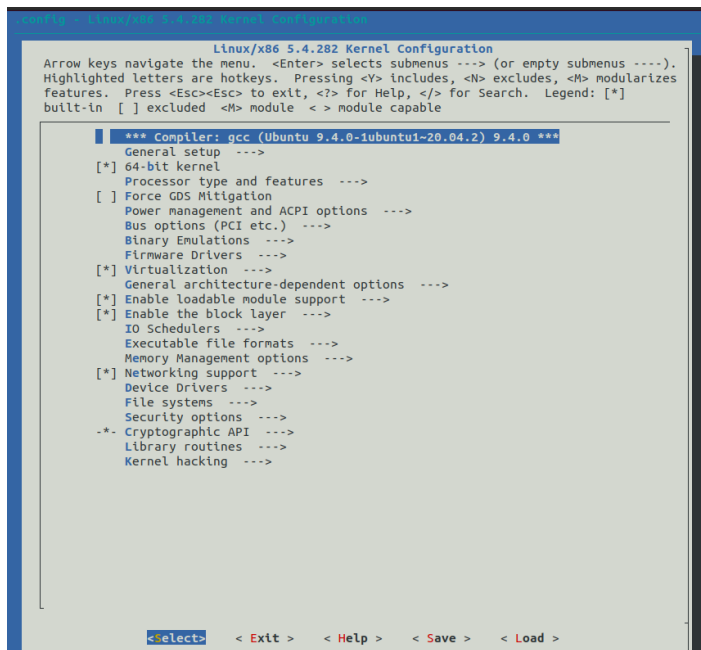 .config - Linux/x86 5.4.282 Kernel Configuration
Linux/x86 5.4.282 Kernel Configuration
Arrow keys navigate the menu.  <Enter> selects submenus ---> (or empty submenus ----).
Highlighted letters are hotkeys.  Pressing <Y> includes, <N> excludes, <M> modularizes
features.  Press <Esc><Esc> to exit, <?> for Help, </> for Search.  Legend: [*]
built-in  [ ] excluded  <M> module  < > module capable
*** Compiler: gcc (Ubuntu 9.4.0-1ubuntu1~20.04.2) 9.4.0 ***
General setup  --->
[*] 64-bit kernel
Processor type and features  --->
[ ] Force GDS Mitigation
Power management and ACPI options  --->
Bus options (PCI etc.)  --->
Binary Emulations  --->
Firmware Drivers  --->
[*] Virtualization  --->
General architecture-dependent options  --->
[*] Enable loadable module support  --->
[*] Enable the block layer  --->
IO Schedulers  --->
Executable file formats  --->
Memory Management options  --->
[*] Networking support  --->
Device Drivers  --->
File systems  --->
Security options  --->
-*- Cryptographic API  --->
Library routines  --->
Kernel hacking  --->
<Select>    < Exit >    < Help >    < Save >    < Load >